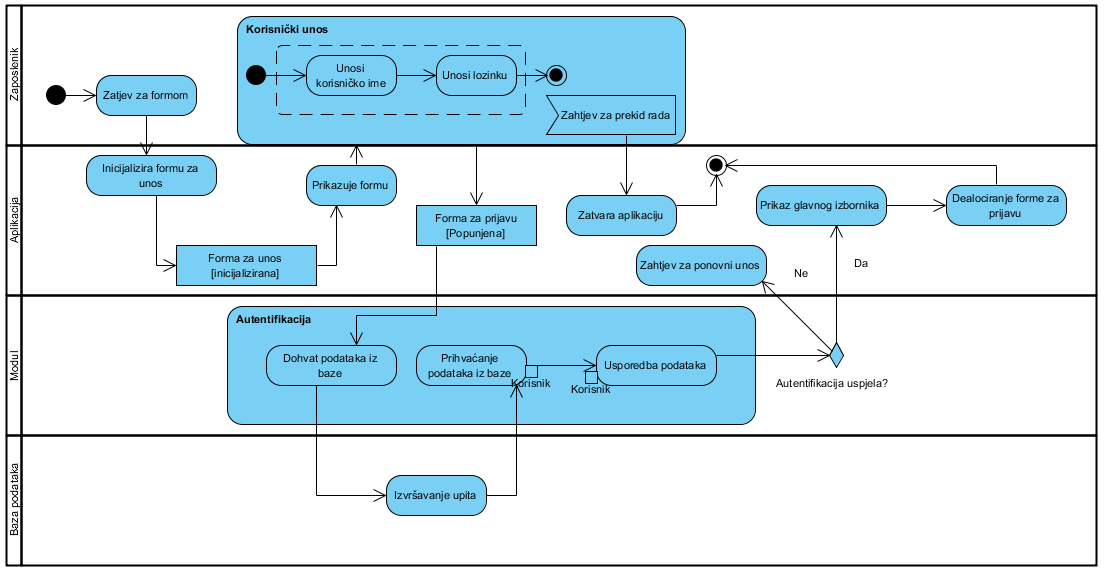 Zaposlenik
Korisnički unos
Unosi
korisničko ime
Unosi lozinku
Zatjev za formom
Zahtjev za prekid rada
Aplikacija
Inicijalizira formu za
unos
Prikazuje formu
Forma za prijavu
[Popunjena]
Zatvara aplikaciju
Prikaz glavnog izbornika
Dealociranje forme za
prijavu
Forma za unos
[inicijalizirana]
Zahtjev za ponovni unos
Ne
Da
Modul
Autentifikacija
Dohvat podataka iz
baze
Prihvaćanje
podataka iz baze
Korisnik
Usporedba podataka
Korisnik
Autentifikacija uspjela?
Baza podataka
Izvršavanje upita